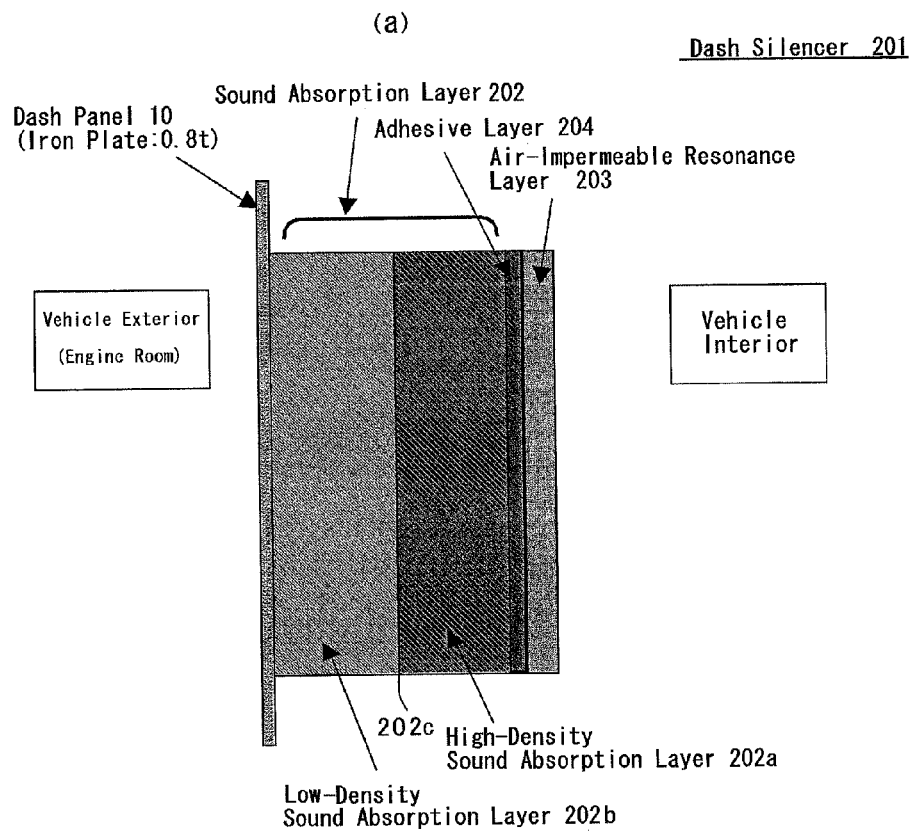 (a)
Dash Silencer 201
Sound Absorption Layer 202
Dash Panel 10
(Iron Plate:0.8t)
Adhesive Layer 204
Air-Impermeable Resonance
Layer 203
Vehicle Exterior
(Engine Room)
Vehicle
Interior
202c
High-Density
Sound Absorption Layer 202a
Low-Density
Sound Absorption Layer 202b